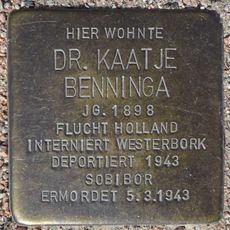 HIER WOHNTE
DR. KAATJE
BENNINGA
JG. 1898
FLUCHT HOLLAND
INTERNIERT WESTERBORK
DEPORTIERT 1943
SOBIBOR
ERMORDET 5.3.1943